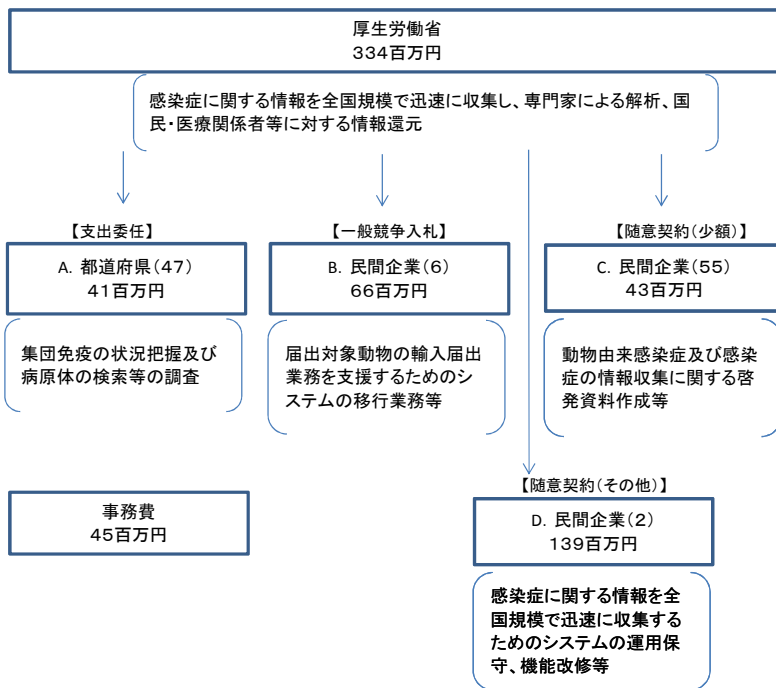 厚生労働省
334百万円
感染症に関する情報を全国規模で迅速に収集し、専門家による解析、国
民・医療関係者等に対する情報還元
【支出委任】
A. 都道府県(47)
41百万円
集団免疫の状況把握及び
病原体の検索等の調査
【一般競争入札】
B. 民間企業(6)
66百万円
届出対象動物の輸入届出
業務を支援するためのシ
ステムの移行業務等
【随意契約(少額)】
C. 民間企業(55)
43百万円
動物由来感染症及び感染
症の情報収集に関する啓
発資料作成等
事務費
45百万円
【随意契約(その他)】
D. 民間企業(2)
139百万円
感染症に関する情報を全
国規模で迅速に収集する
ためのシステムの運用保
守、機能改修等